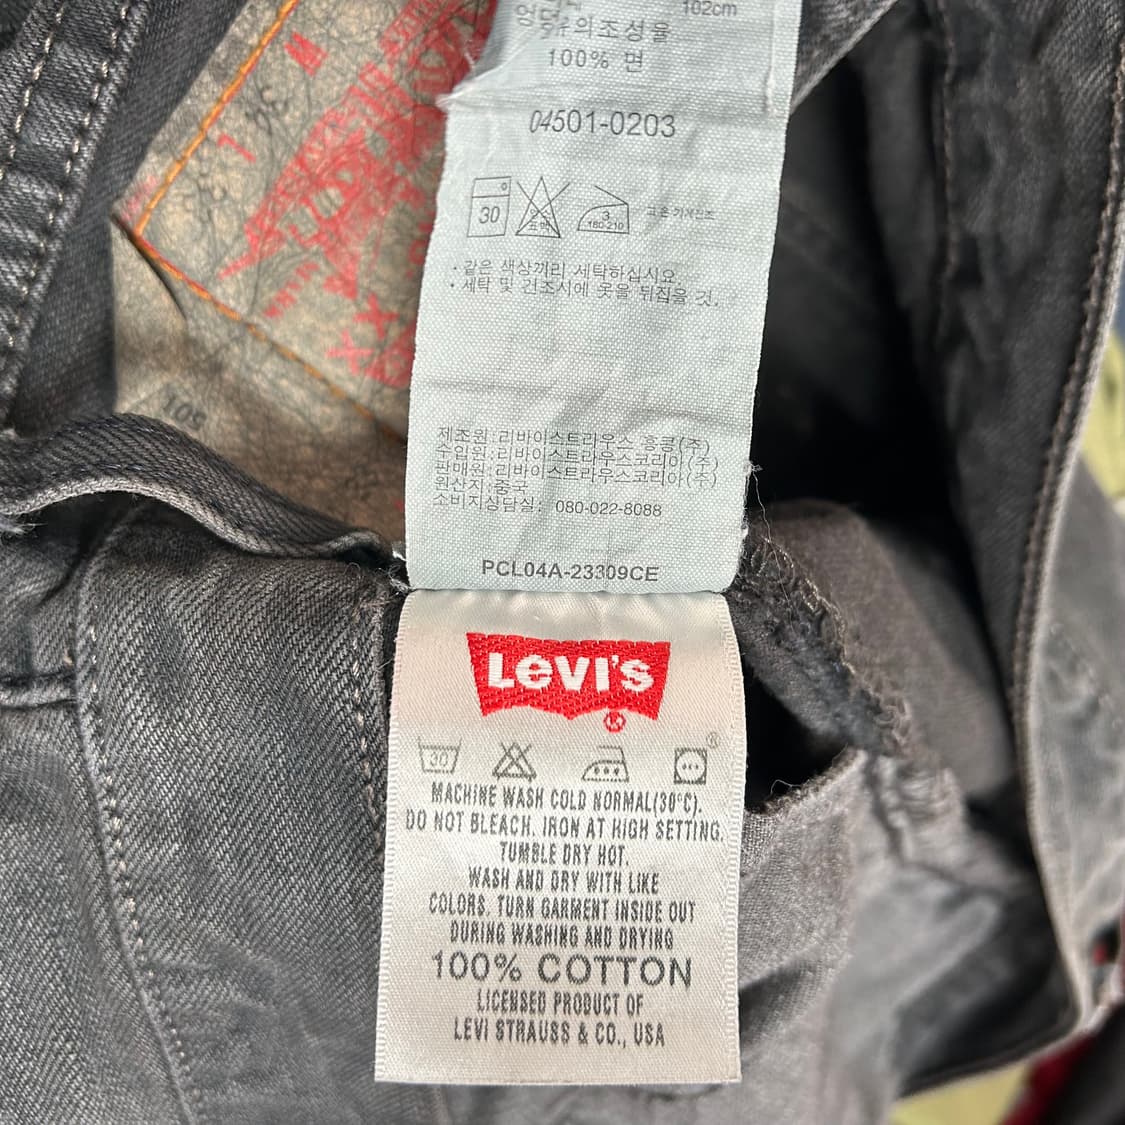 102cm
의조성율
100% 면
04501-0203
30
3
180-210
· 같은 색상끼리 세탁하십시요.
· 세탁 및 건조시에 옷을 뒤집을 것.
제조원:리바이스트라우스 홍콩(주)
수입원:리바이스트라우스코리아(주)
판매원:리바이스트라우스코리아(주)
원산지:중국
소비자상담실: 080-022-8088
PCL04A-23309CE
LEVI'S
30
MACHINE WASH COLD NORMAL(30°C).
DO NOT BLEACH. IRON AT HIGH SETTING.
TUMBLE DRY HOT.
WASH AND DRY WITH LIKE
COLORS. TURN GARMENT INSIDE OUT
DURING WASHING AND DRYING
100% COTTON
LICENSED PRODUCT OF
LEVI STRAUSS & CO., USA